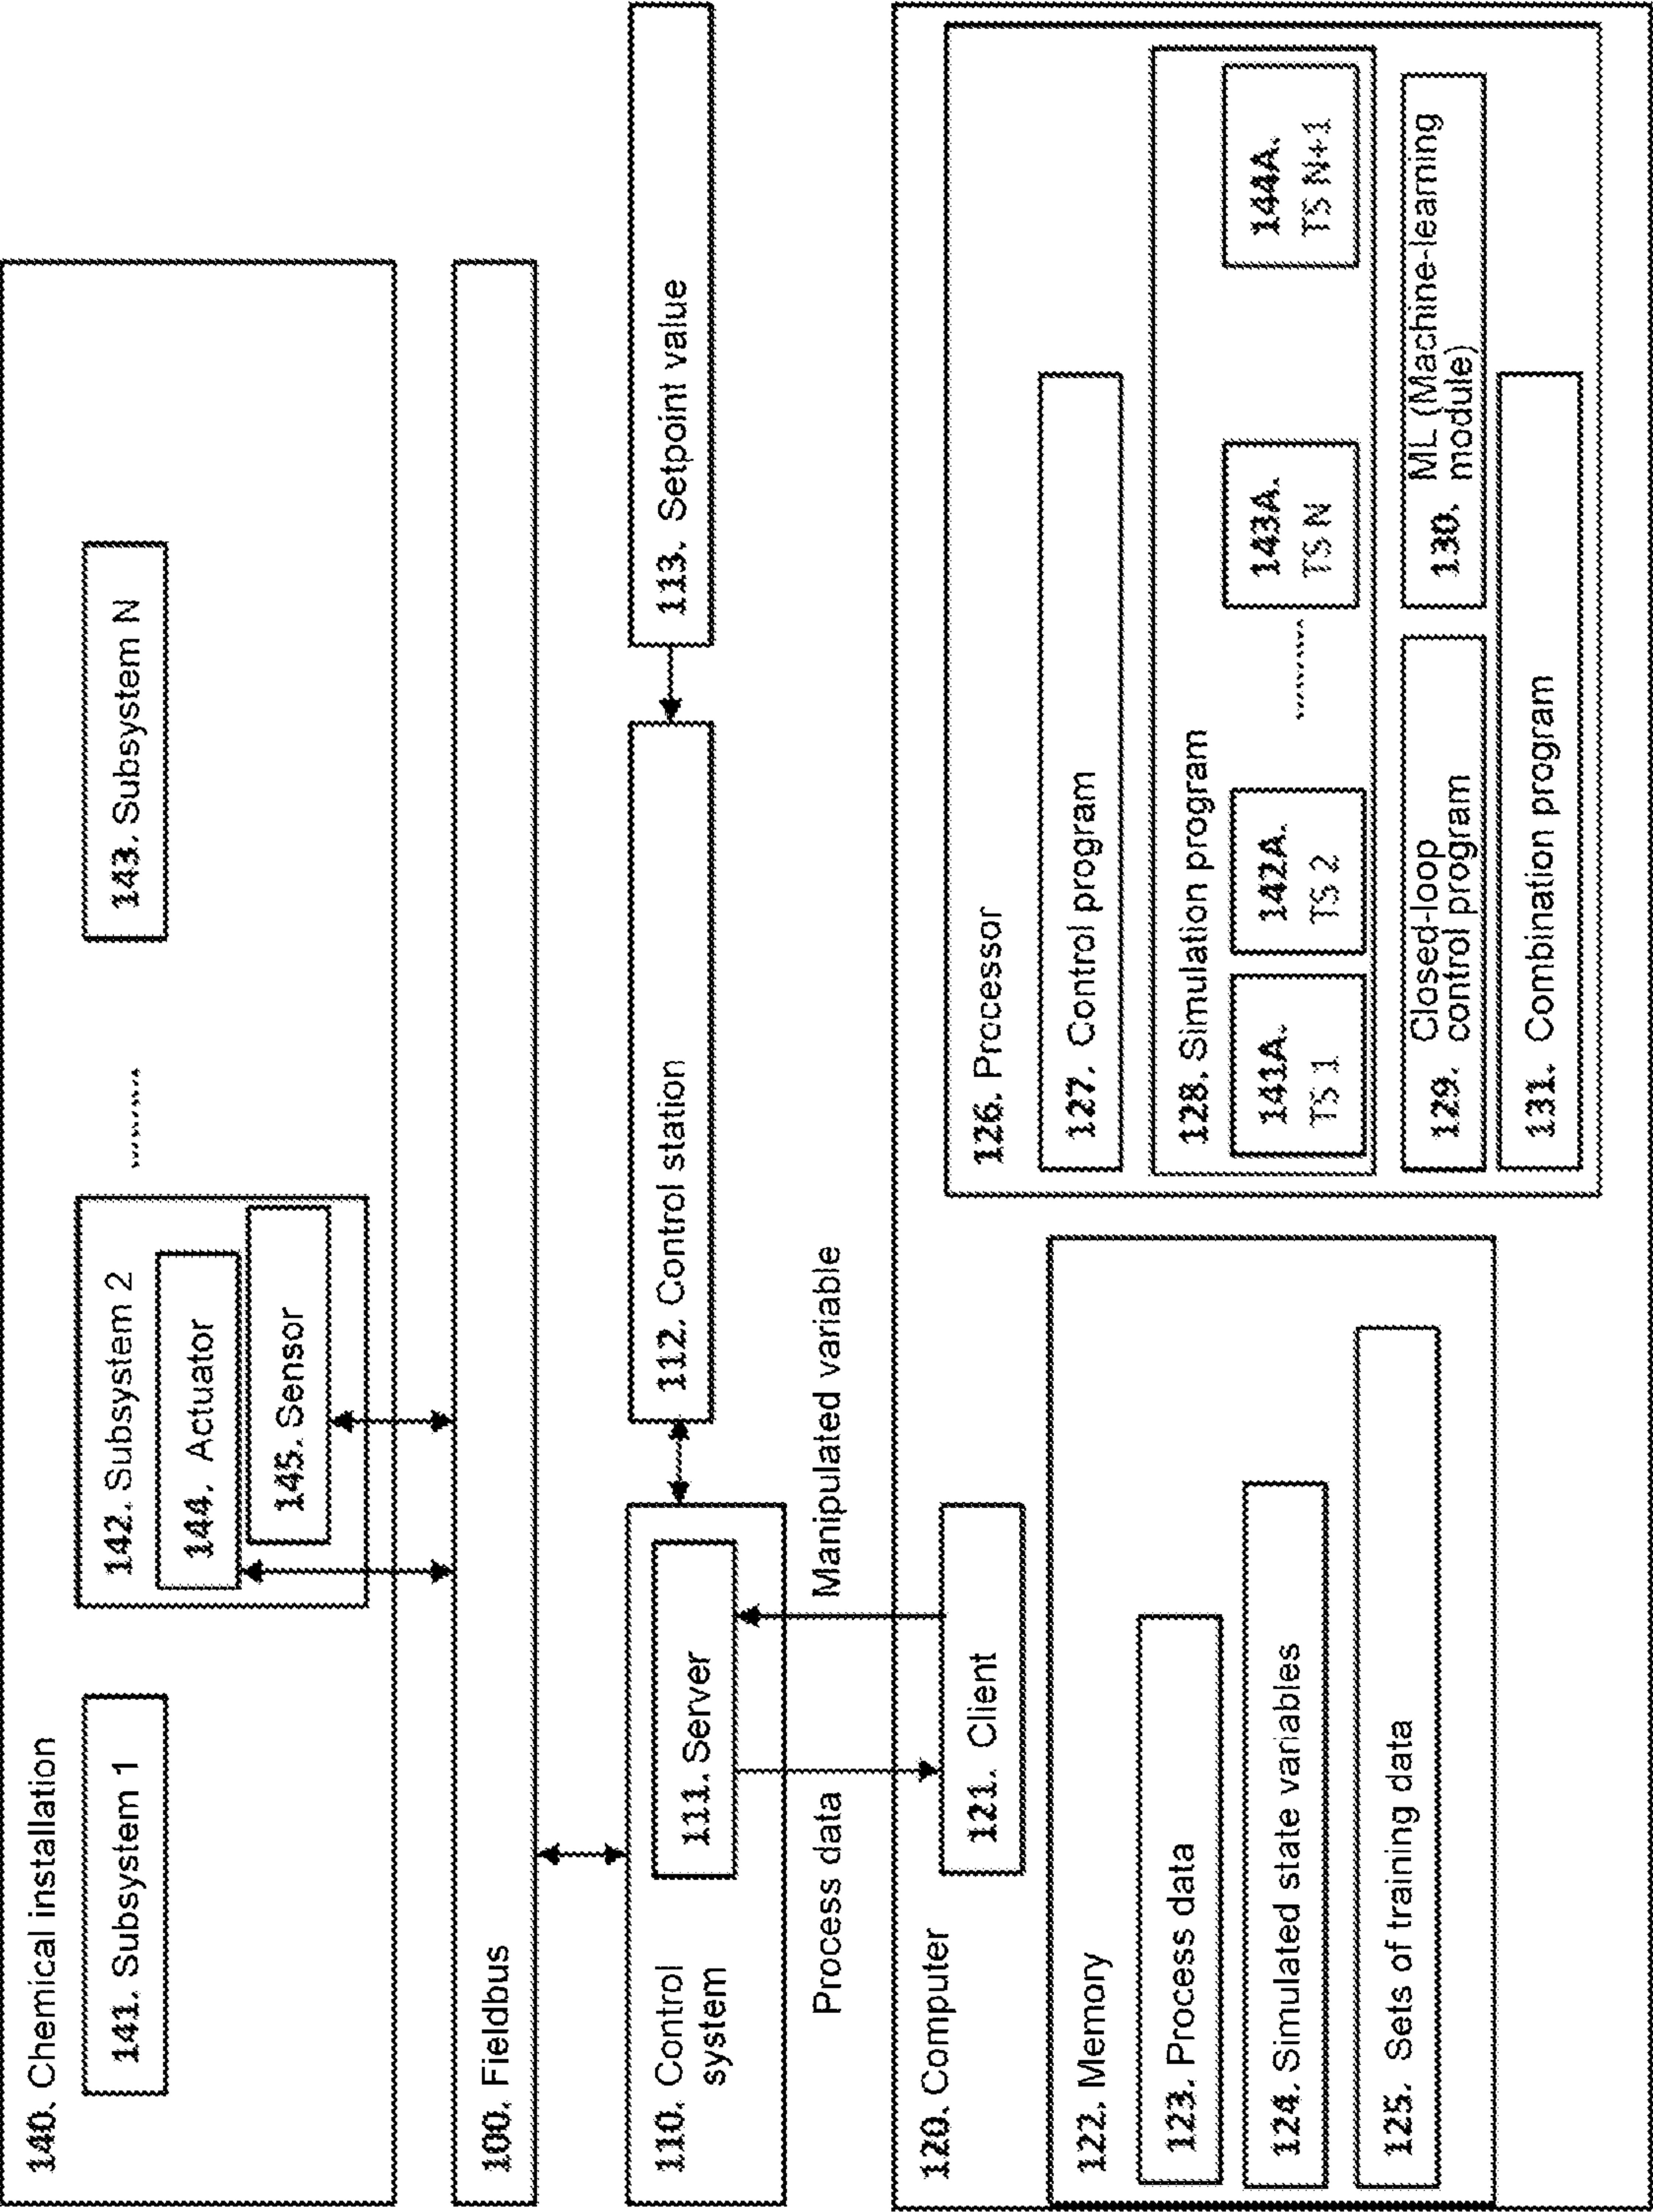 140. Chemical installation
141. Subsystem 1
142. Subsystem 2
144. Actuator
145. Sensor
........
143. Subsystem N
100. Fieldbus
110. Control
system
111. Server
112. Control station
113. Setpoint value
Process data
Manipulated variable
120. Computer
121. Client
122. Memory
123. Process data
124. Simulated state variables
125. Sets of training data
126. Processor
127. Control program
128. Simulation program
141A.
TS 1
142A.
TS 2
........
143A.
TS N
144A.
TS N+1
129. Closed-loop
control program
130. ML (Machine-learning
module)
131. Combination program